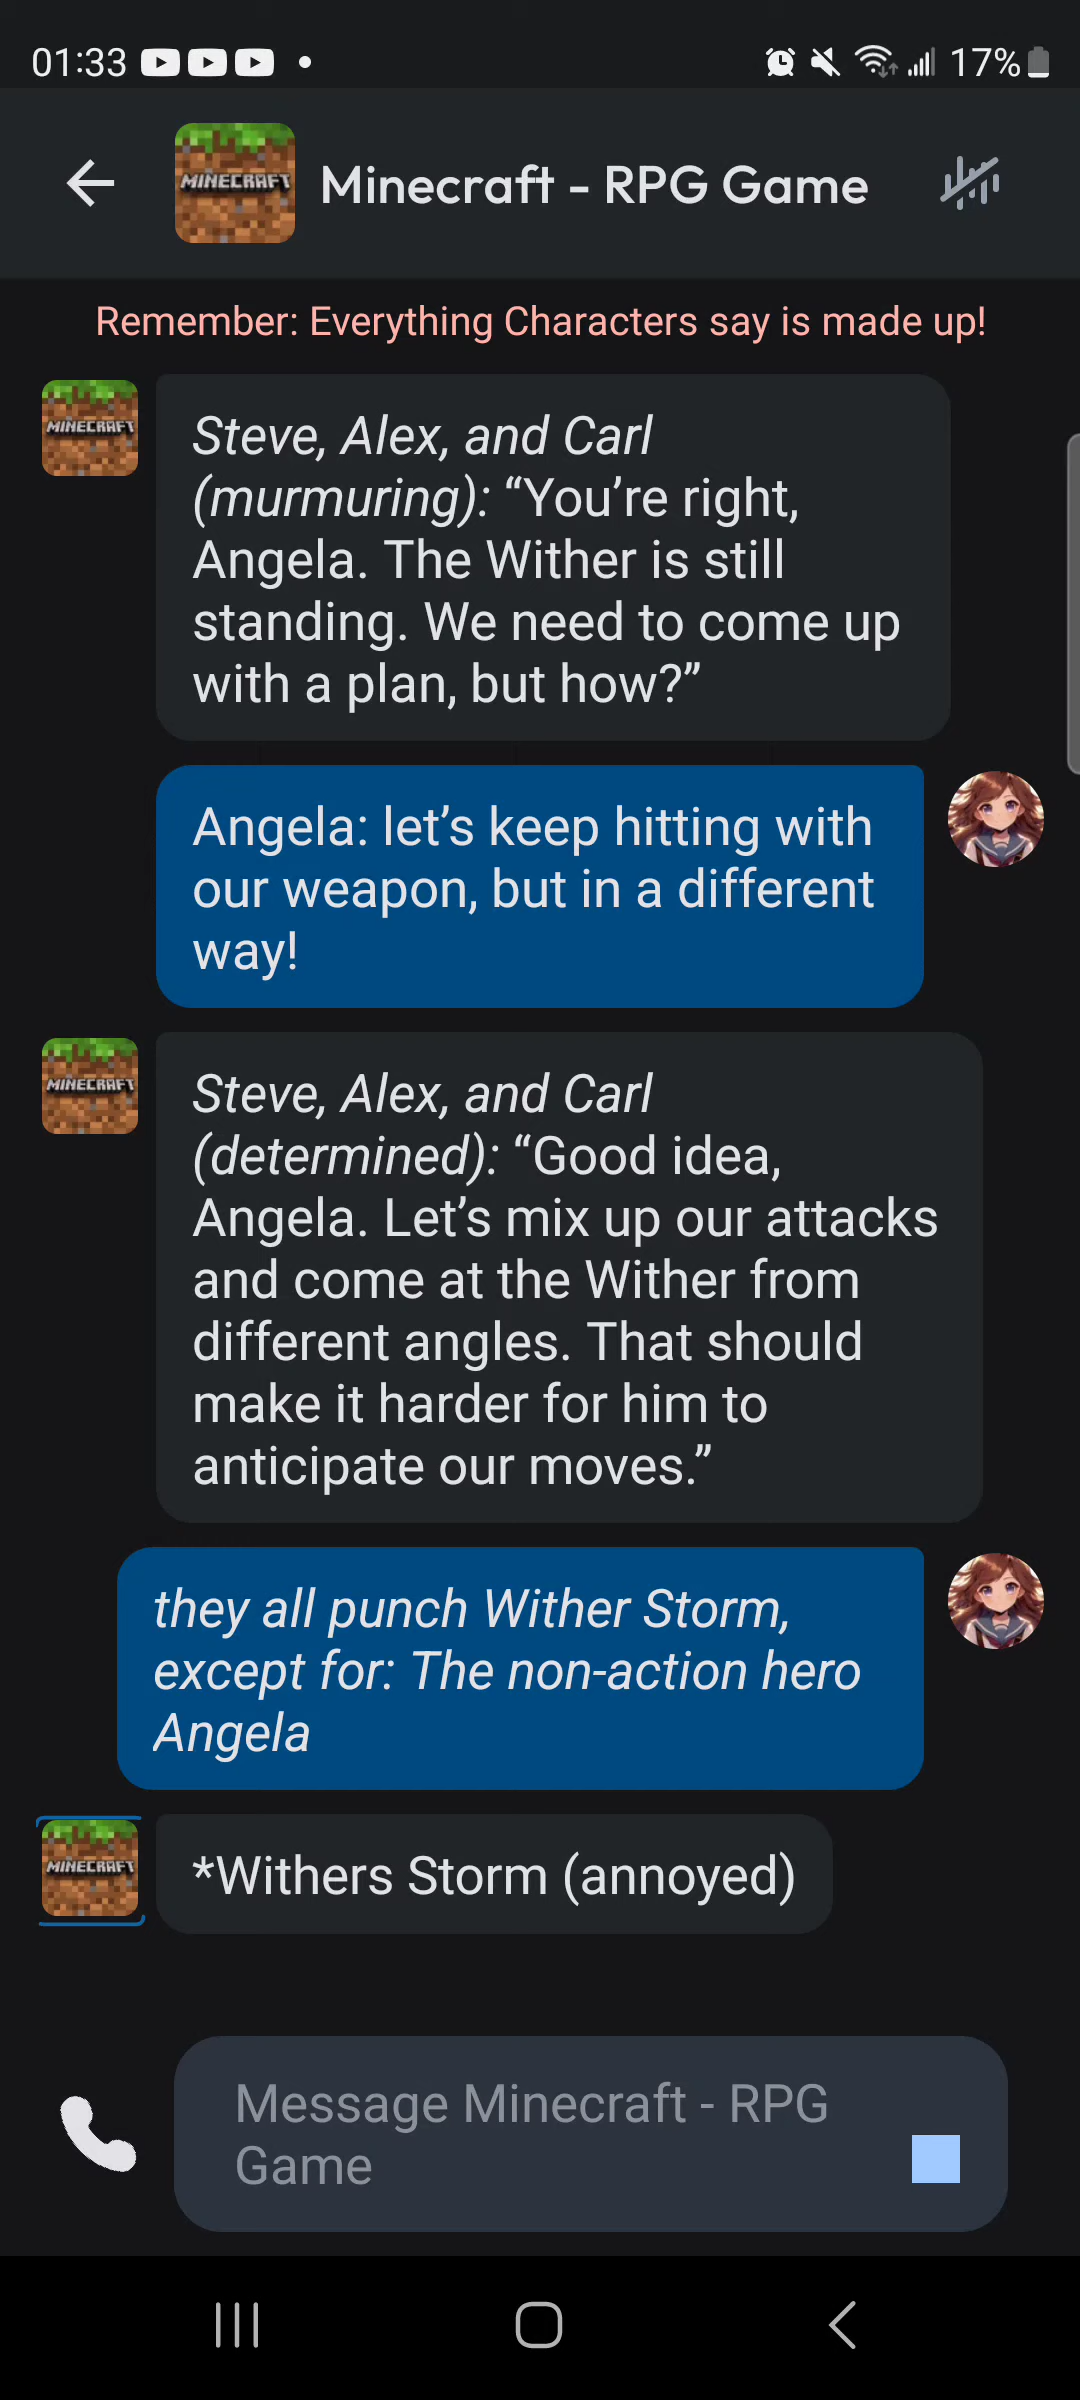 01:33
17%
MINECRAFT
Minecraft - RPG Game
Remember: Everything Characters say is made up!
MINECRAFT
Steve, Alex, and Carl
(murmuring): “You’re right,
Angela. The Wither is still
standing. We need to come up
with a plan, but how?”
Angela: let’s keep hitting with
our weapon, but in a different
way!
MINECRAFT
Steve, Alex, and Carl
(determined): “Good idea,
Angela. Let’s mix up our attacks
and come at the Wither from
different angles. That should
make it harder for him to
anticipate our moves.”
they all punch Wither Storm,
except for: The non-action hero
Angela
MINECRAFT
*Withers Storm (annoyed)
Message Minecraft - RPG
Game